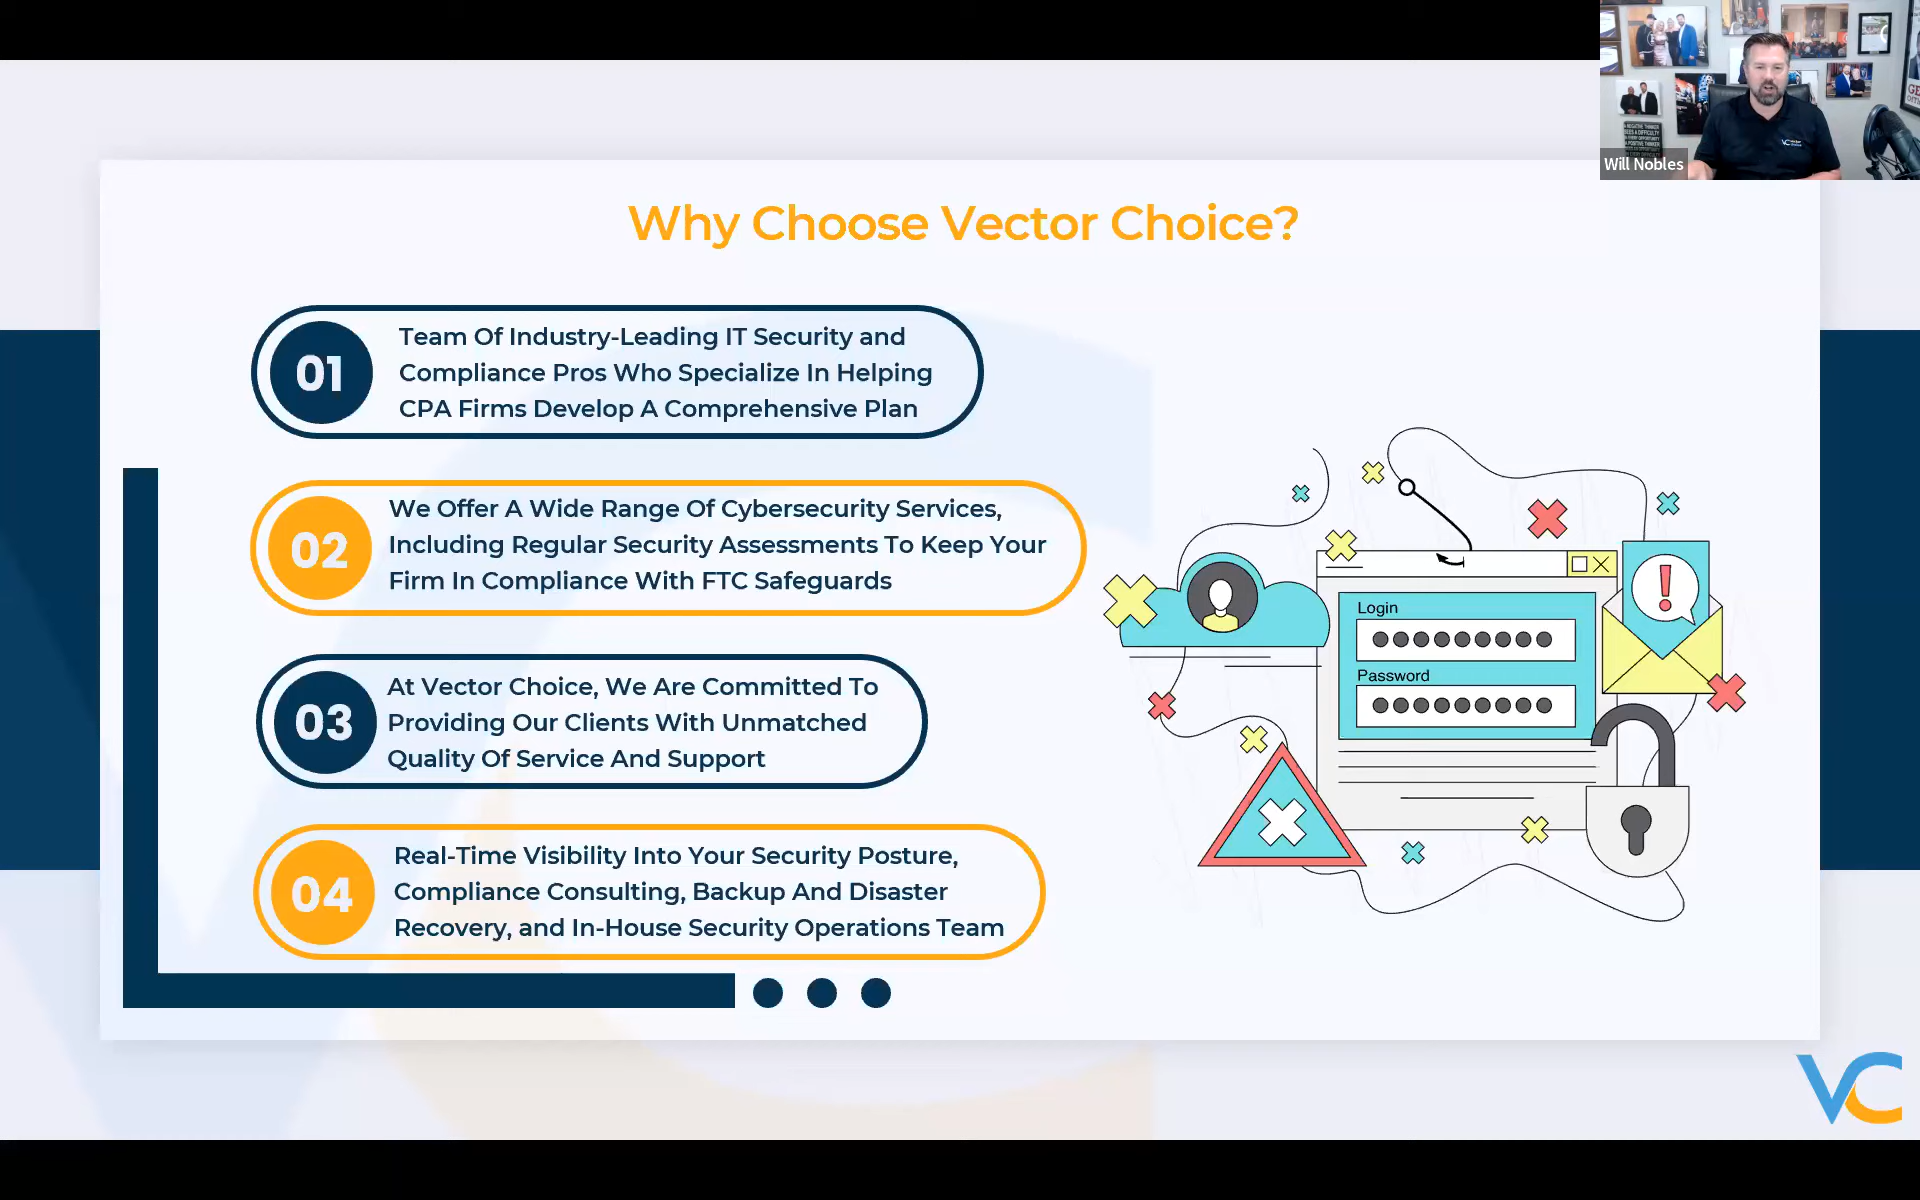 Why Choose Vector Choice?
01
Team Of Industry-Leading IT Security and
Compliance Pros Who Specialize In Helping
CPA Firms Develop A Comprehensive Plan
02
We Offer A Wide Range Of Cybersecurity Services,
Including Regular Security Assessments To Keep Your
Firm In Compliance With FTC Safeguards
03
At Vector Choice, We Are Committed To
Providing Our Clients With Unmatched
Quality Of Service And Support
04
Real-Time Visibility Into Your Security Posture,
Compliance Consulting, Backup And Disaster
Recovery, and In-House Security Operations Team
Login
Password
Will Nobles
VC